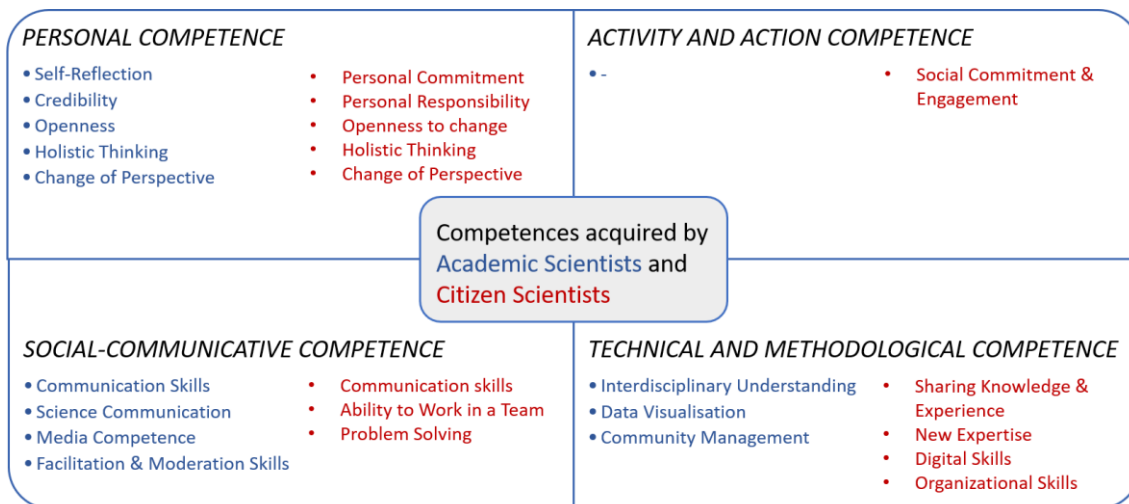 PERSONAL COMPETENCE
• Self-Reflection
• Credibility
• Openness
• Holistic Thinking
• Change of Perspective
• Personal Commitment
• Personal Responsibility
• Openness to change
• Holistic Thinking
• Change of Perspective
ACTIVITY AND ACTION COMPETENCE
• -
• Social Commitment &
Engagement
Competences acquired by
Academic Scientists and
Citizen Scientists
SOCIAL-COMMUNICATIVE COMPETENCE
• Communication Skills
• Science Communication
• Media Competence
• Facilitation & Moderation Skills
• Communication skills
• Ability to Work in a Team
• Problem Solving
TECHNICAL AND METHODOLOGICAL COMPETENCE
• Interdisciplinary Understanding
• Data Visualisation
• Community Management
• Sharing Knowledge &
Experience
• New Expertise
• Digital Skills
• Organizational Skills